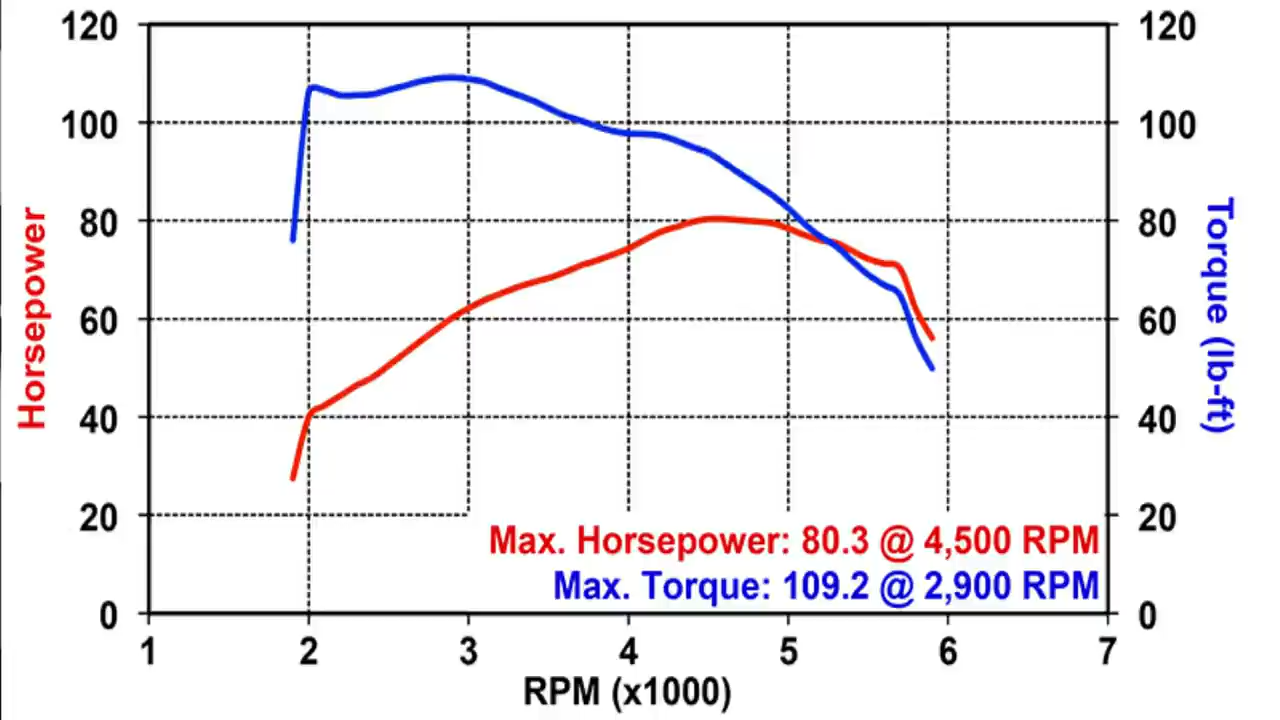 120
100
80
60
40
20
0
Horsepower
120
100
80
60
40
20
0
Torque (lb-ft)
Max. Horsepower: 80.3 @ 4,500 RPM
Max. Torque: 109.2 @ 2,900 RPM
1 2 3 4 5 6 7
RPM (x1000)